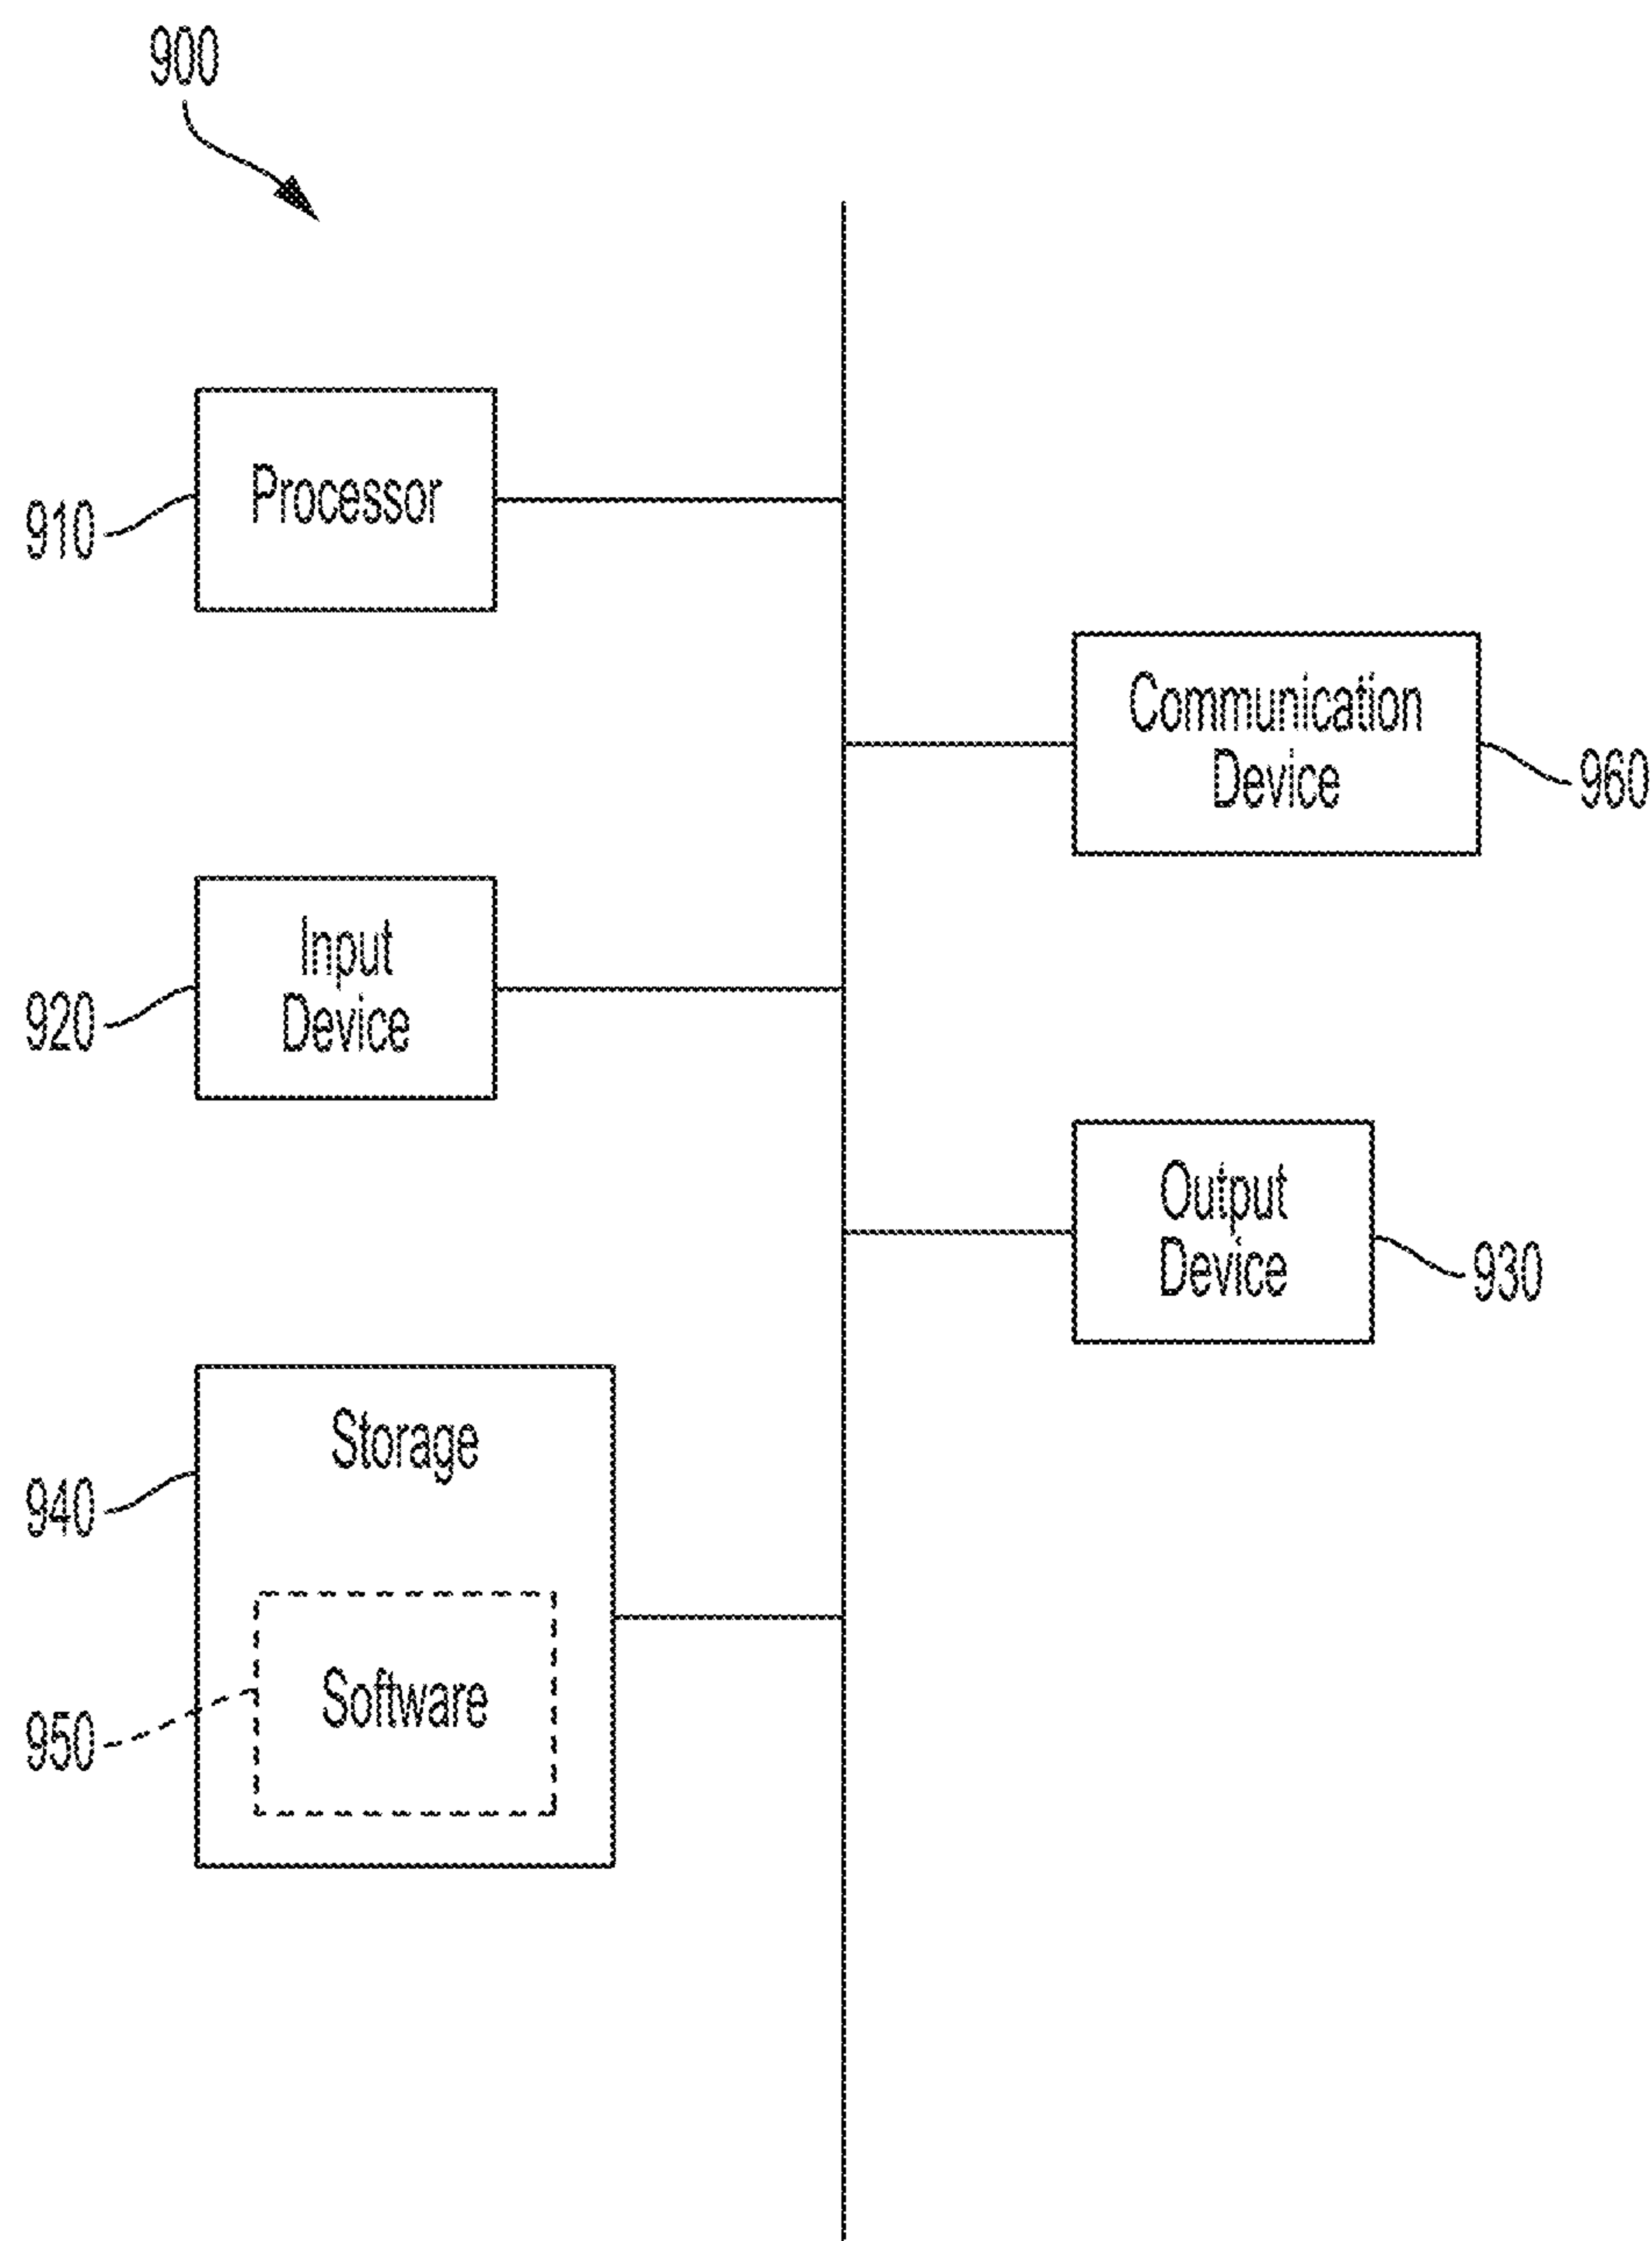 900
Processor
910
Communication
Device
960
Input
Device
920
Output
Device
930
Storage
940
Software
950